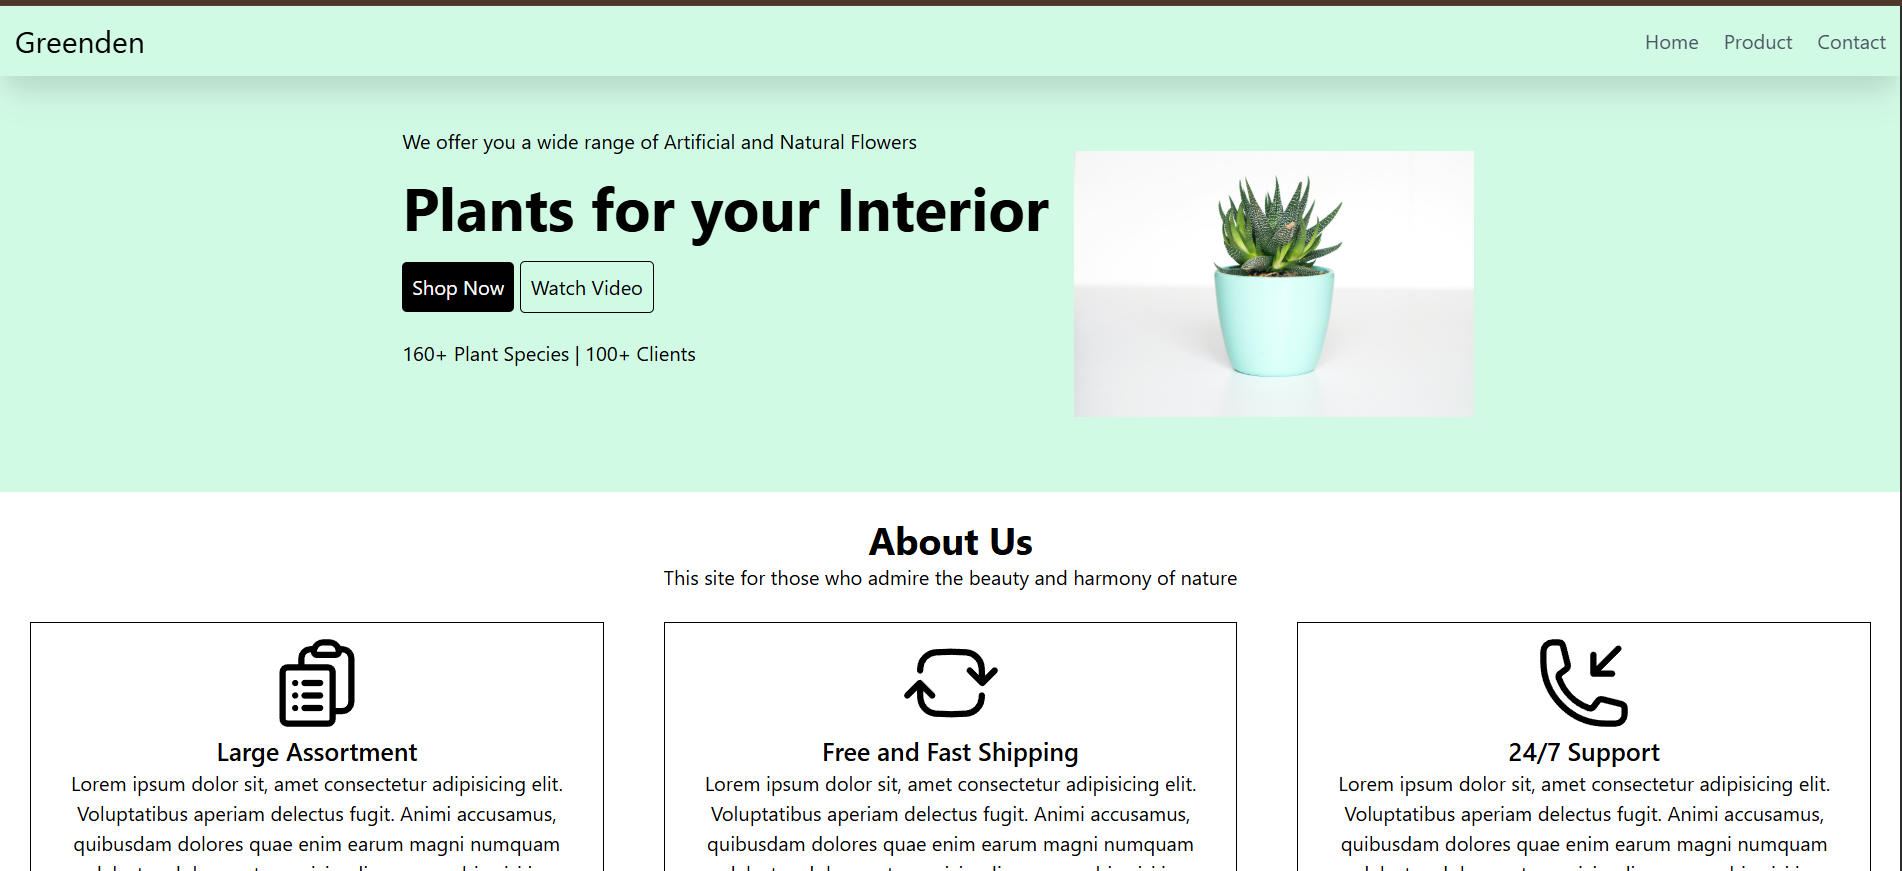 Greenden
Home Product Contact
We offer you a wide range of Artificial and Natural Flowers
Plants for your Interior
Shop Now Watch Video
160+ Plant Species | 100+ Clients
About Us
This site for those who admire the beauty and harmony of nature
Large Assortment
Lorem ipsum dolor sit, amet consectetur adipisicing elit.
Voluptatibus aperiam delectus fugit. Animi accusamus,
quibusdam dolores quae enim earum magni numquam
Free and Fast Shipping
Lorem ipsum dolor sit, amet consectetur adipisicing elit.
Voluptatibus aperiam delectus fugit. Animi accusamus,
quibusdam dolores quae enim earum magni numquam
24/7 Support
Lorem ipsum dolor sit, amet consectetur adipisicing elit.
Voluptatibus aperiam delectus fugit. Animi accusamus,
quibusdam dolores quae enim earum magni numquam